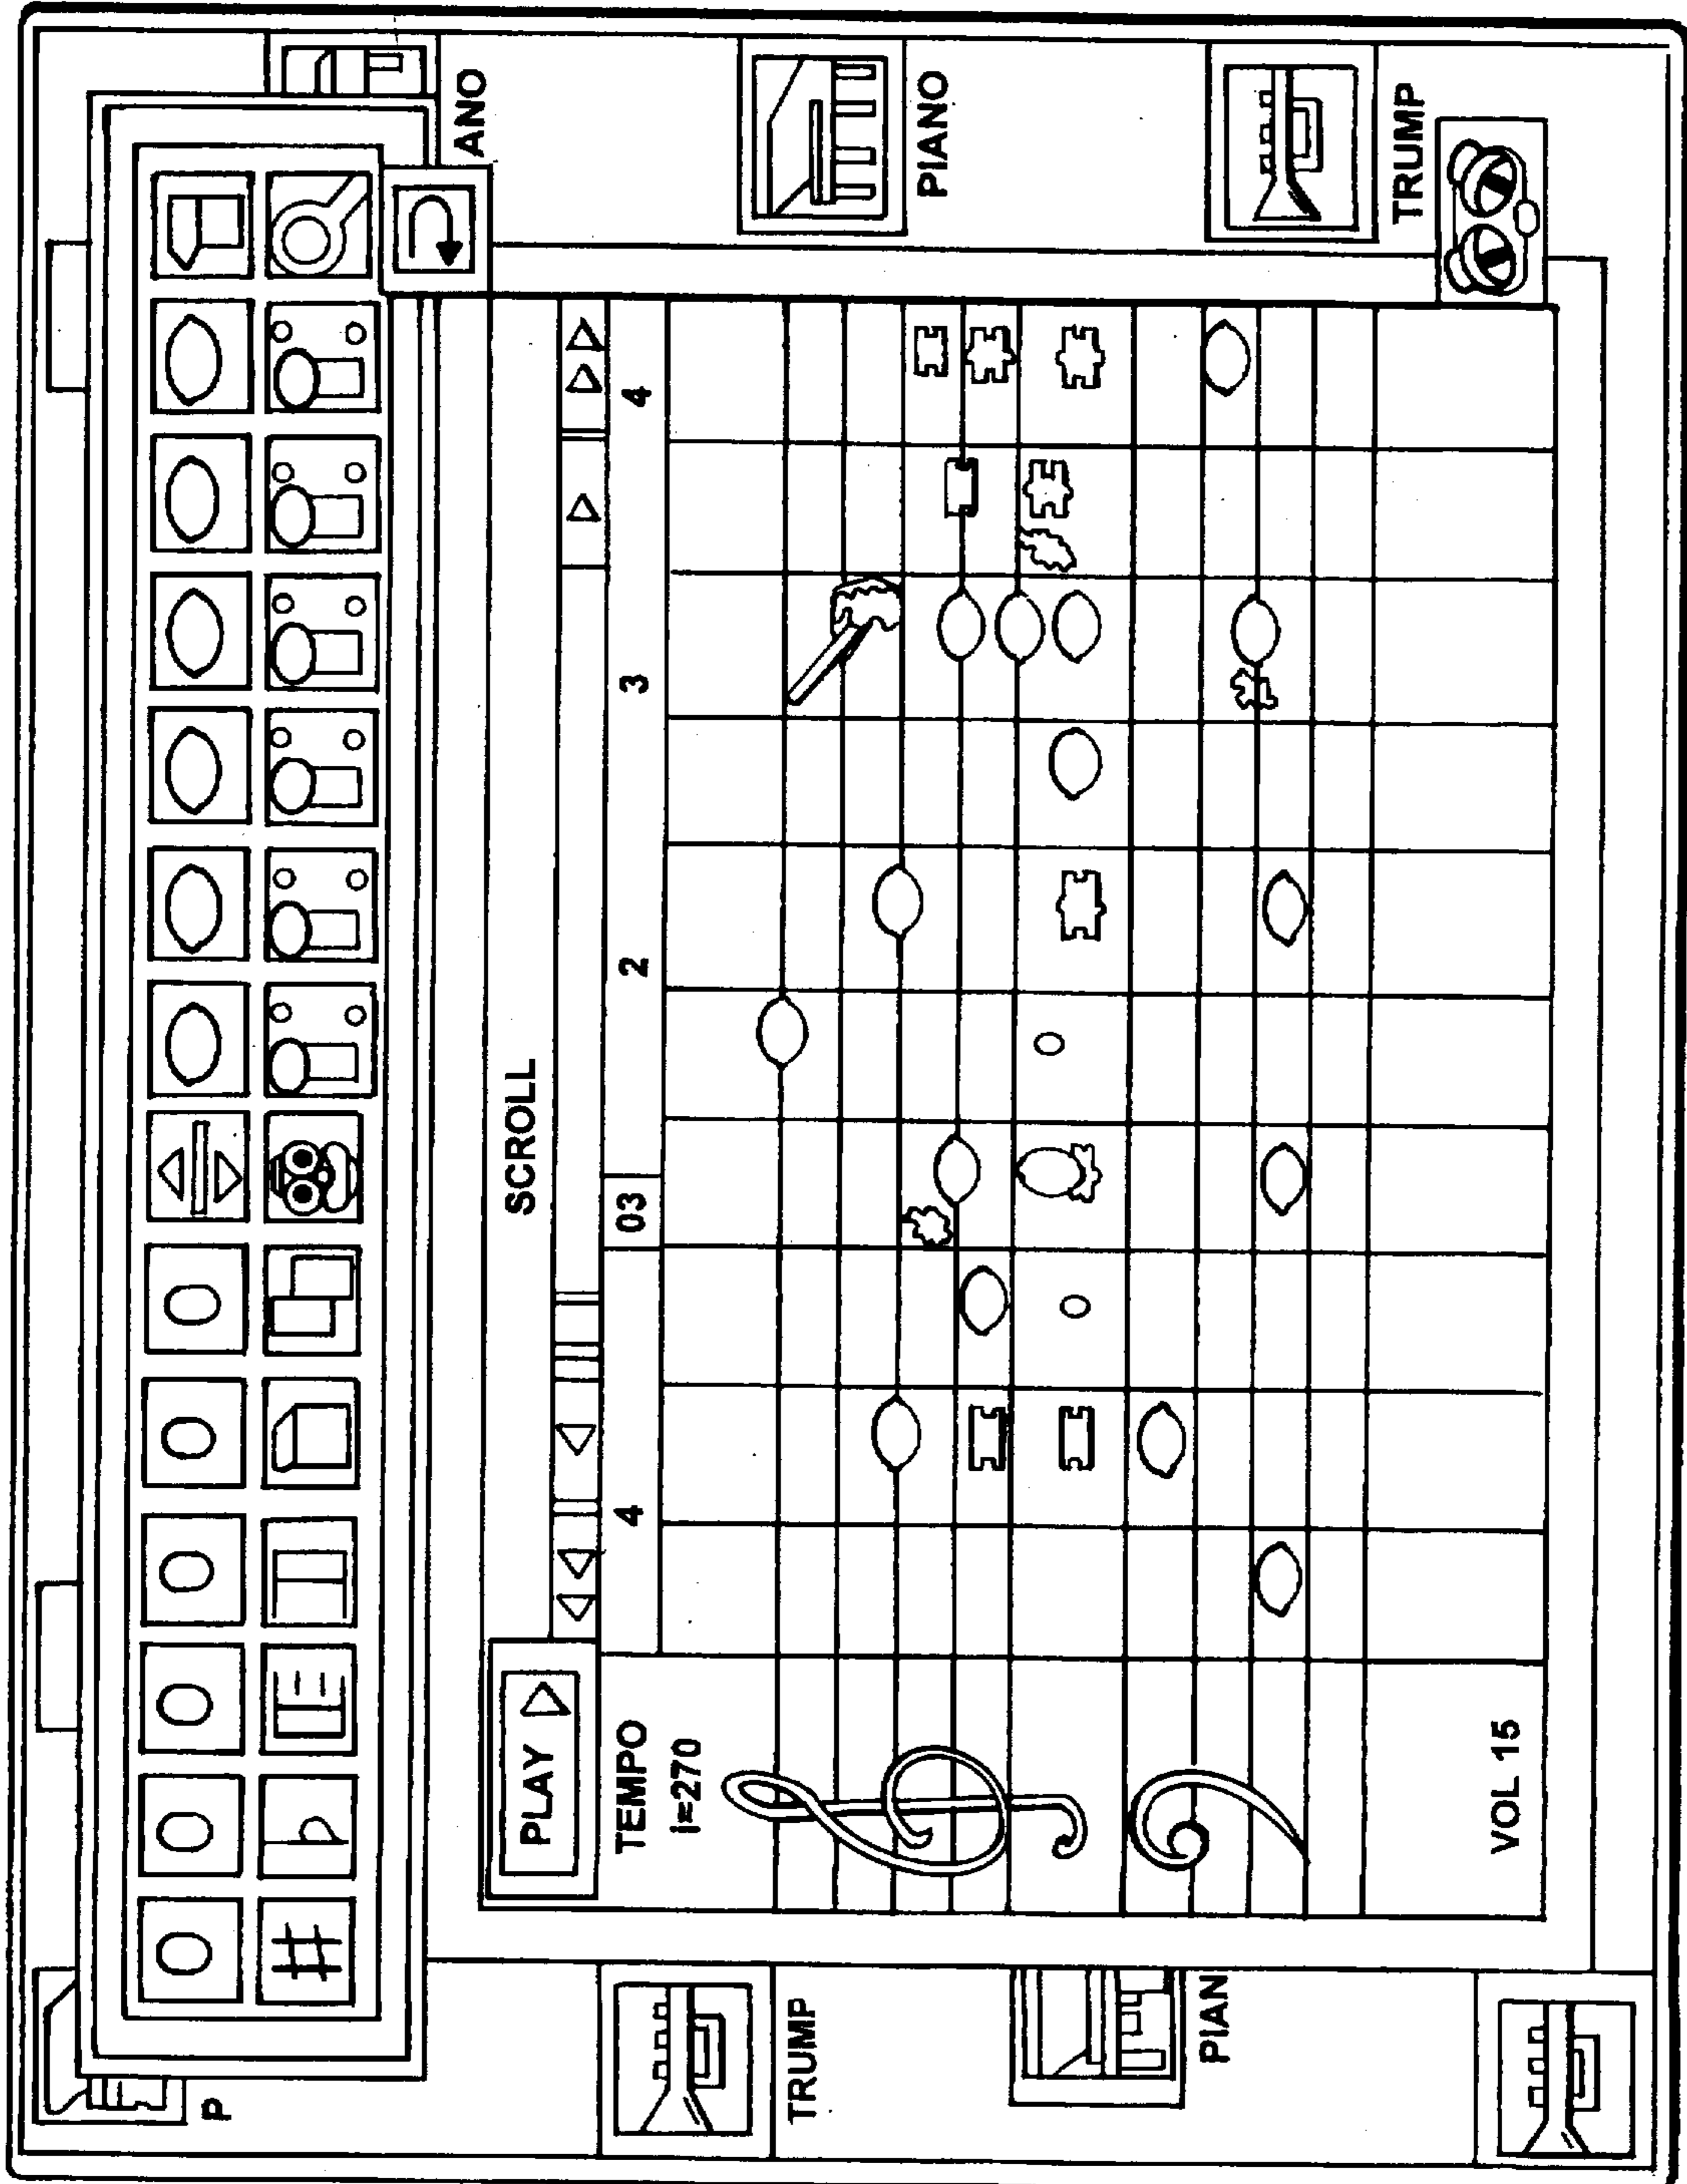 P
ANO
SCROLL
PLAY
TEMPO 4 03 2 3 4
i=270
TRUMP
PIANO
PIAN
TRUMP
VOL 15